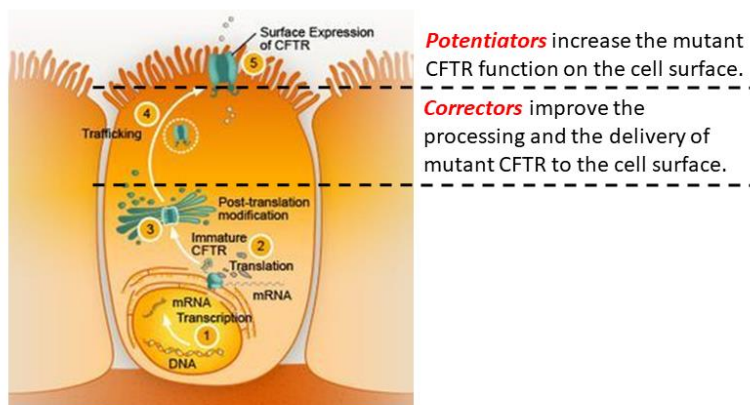 Surface Expression
of CFTR
5
4
Trafficking
Post-translation
modification
3
Immature
CFTR
2
Translation
mRNA
mRNA
Transcription
1
DNA
Potentiators increase the mutant
CFTR function on the cell surface.
Correctors improve the
processing and the delivery of
mutant CFTR to the cell surface.